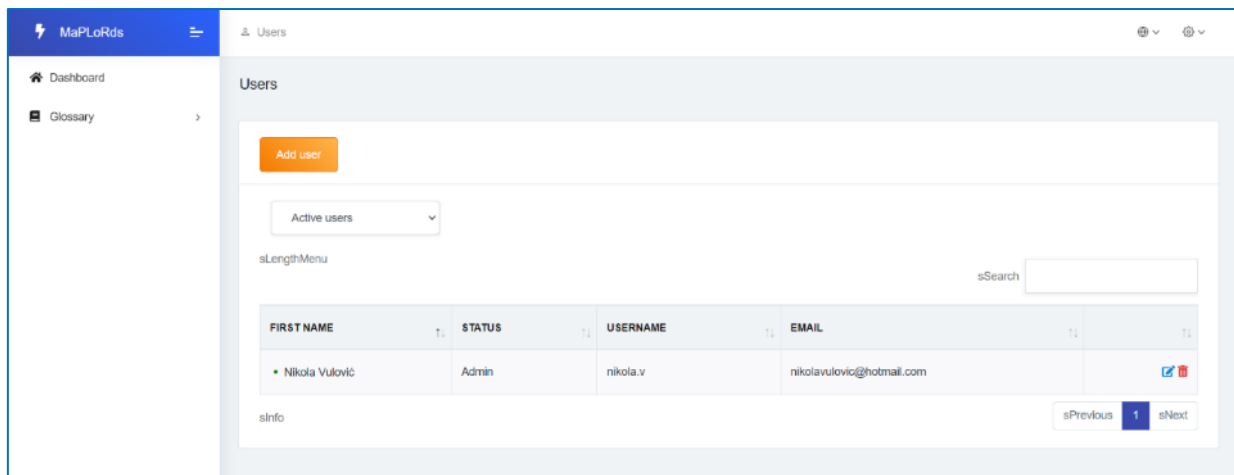 MaPLoRds
Users
Dashboard
Glossary
Users
Add user
Active users
sLengthMenu
sSearch
FIRST NAME STATUS USERNAME EMAIL
Nikola Vulović Admin nikola.v nikolavulovic@hotmail.com
sInfo
sPrevious 1 sNext